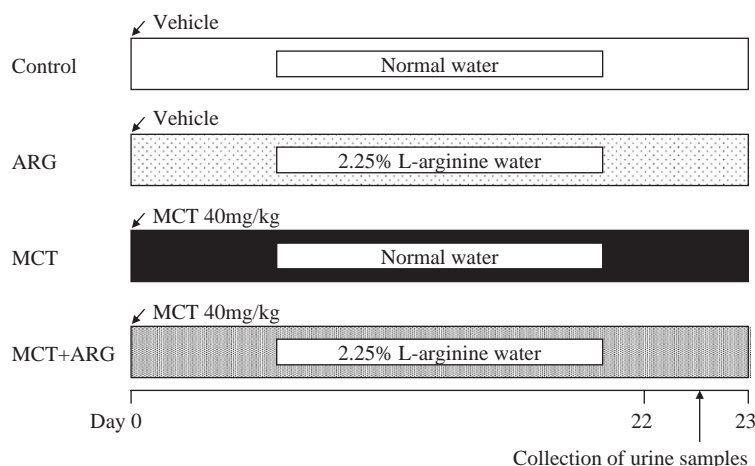 Vehicle
Control
Normal water
Vehicle
ARG
2.25% L-arginine water
MCT 40mg/kg
MCT
Normal water
MCT 40mg/kg
MCT+ARG
2.25% L-arginine water
Day 0
22
23
Collection of urine samples